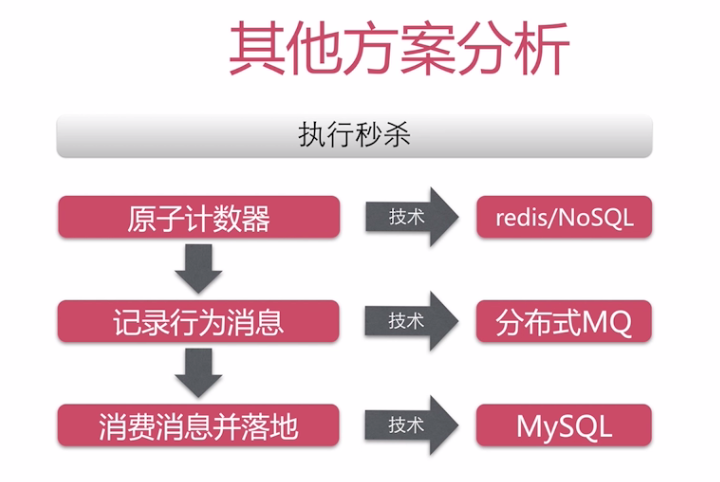 其他方案分析
执行秒杀
原子计数器
技术
redis/NoSQL
记录行为消息
技术
分布式MQ
消费消息并落地
技术
MySQL